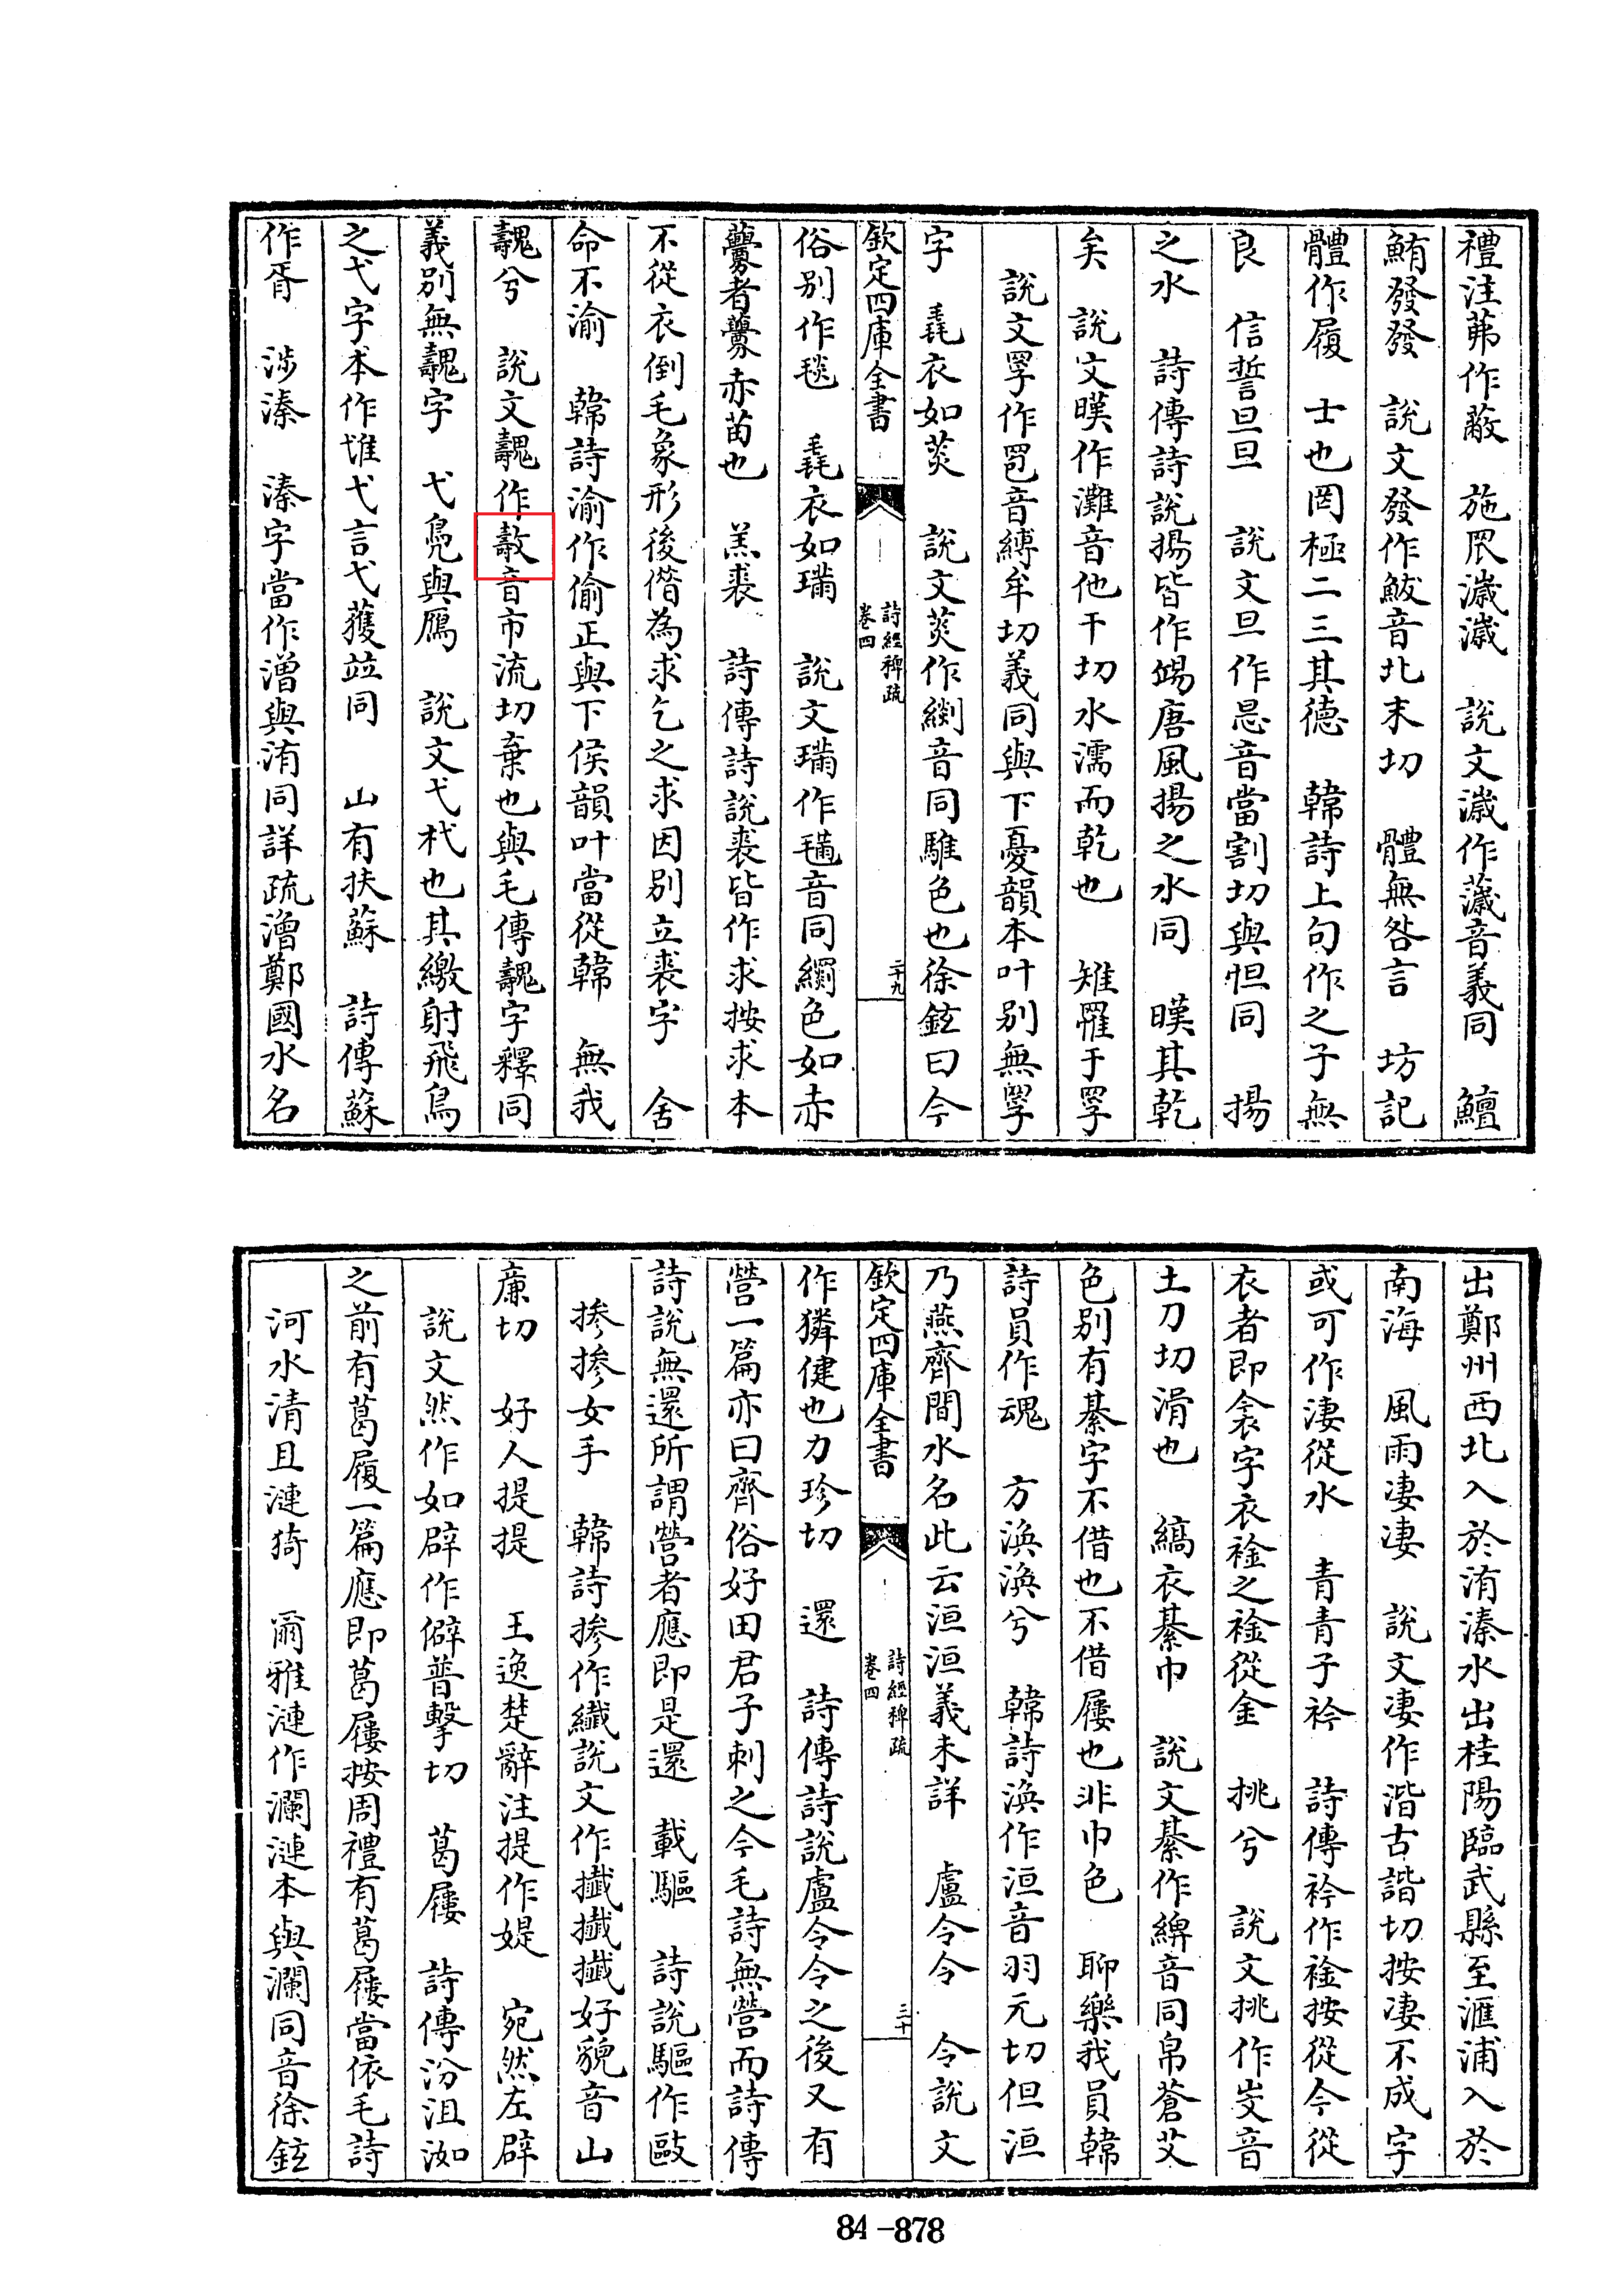 禮注茀作蔽　施罛濊濊　說文濊作薉音義同　鱣
鮪發發　說文發作鮁音北末切　體無咎言　坊記
體作履　士也罔極二三其德　韓詩上句作之子無
良　信誓旦旦　說文旦作悬音當割切與怛同　揚
之水　詩傳詩說揚皆作昜唐風揚之水同　暵其乾
矣　說文暵作灘音他干切水濡而乾也　雉罹于罦
說文罦作雹音縛牟切義同與下憂韻本叶别無罦
字　毳衣如菼　說文菼作緅音同騅色也徐鉉曰今
欽定四庫全書
詩經稗疏
卷四
二十九
俗别作毯　毳衣如璊　說文璊作𣰥音同罽色如赤
虋者虋赤苗也　羔裘　詩傳詩說裘皆作求按求本
不從衣倒毛象形後偕為求乞之求因别立裘字　舍
命不渝　韓詩渝作偷正與下侯韻叶當從韓　無我
魗兮　說文魗作𢾭音市流切棄也與毛傳魗字釋同
義别無魗字　弋鳧與鴈　說文弋杙也其繳射飛鳥
之弋字本作隿弋言弋獲竝同　山有扶蘇　詩傳蘇
作胥　涉溱　溱字當作潧與洧同詳疏潧鄭國水名
出鄭州西北入於洧溱水出桂陽臨武縣至滙浦入於
南海　風雨凄凄　說文凄作湝古諧切按凄不成字
或可作淒從水　青青子衿　詩傳衿作裣按從今從
衣者即衾字衣裣之裣從金　挑兮　說文挑作㞦音
土刀切滑也　縞衣綦巾　說文綦作綥音同帛蒼艾
色别有綦字不借也不借屨也非巾色　聊樂我員韓
詩員作魂　方渙渙兮　韓詩渙作洹音羽元切但洹
乃燕齊間水名此云洹洹義未詳　盧令令　令說文
欽定四庫全書
詩經稗疏
卷四
三十
作獜健也力珍切　還　詩傳詩說盧令令之後又有
營一篇亦曰齊俗好田君子刺之今毛詩無營而詩傳
詩說無還所謂營者應即是還　載驅　詩說驅作敺
摻摻女手　韓詩摻作纖說文作攕攕攕好貌音山
亷切　好人提提　王逸楚辭注提作媞　宛然左辟
說文然作如辟作僻普擊切　葛屨　詩傳汾沮洳
之前有葛履一篇應即葛屨按周禮有葛屨當依毛詩
河水清且漣猗　爾雅漣作瀾漣本與瀾同音徐鉉
84-878